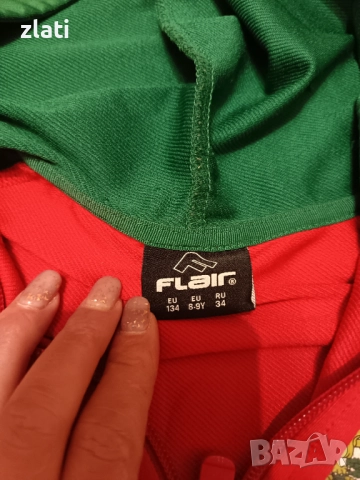 zlati
FLAIR®
EU EU RU
134 8-9Y 34
BAZAR